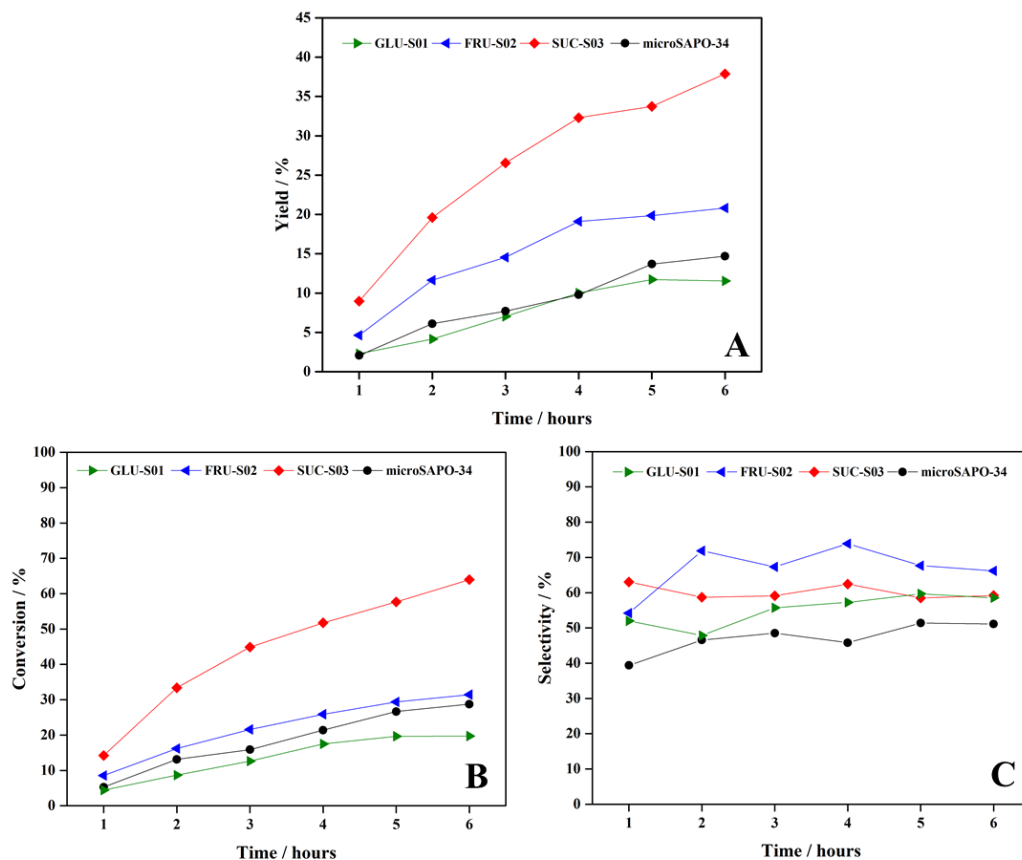 45
GLU-S01 FRU-S02 SUC-S03 microSAPO-34
40
35
30
25
20
15
10
5
0
Yield / %
A
1 2 3 4 5 6
Time / hours
100
GLU-S01 FRU-S02 SUC-S03 microSAPO-34
90
80
70
60
50
40
30
20
10
0
Conversion / %
B
1 2 3 4 5 6
Time / hours
100
GLU-S01 FRU-S02 SUC-S03 microSAPO-34
90
80
70
60
50
40
30
20
10
0
Selectivity / %
C
1 2 3 4 5 6
Time / hours